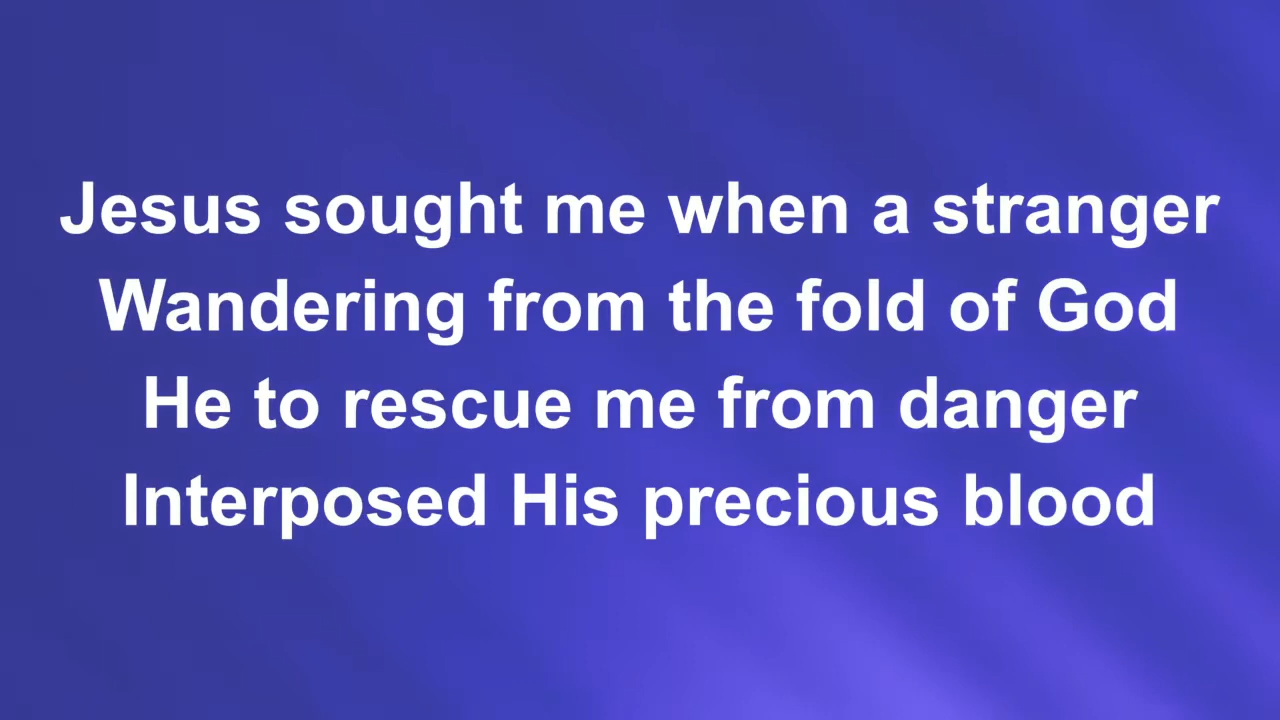 Jesus sought me when a stranger
Wandering from the fold of God
He to rescue me from danger
Interposed His precious blood